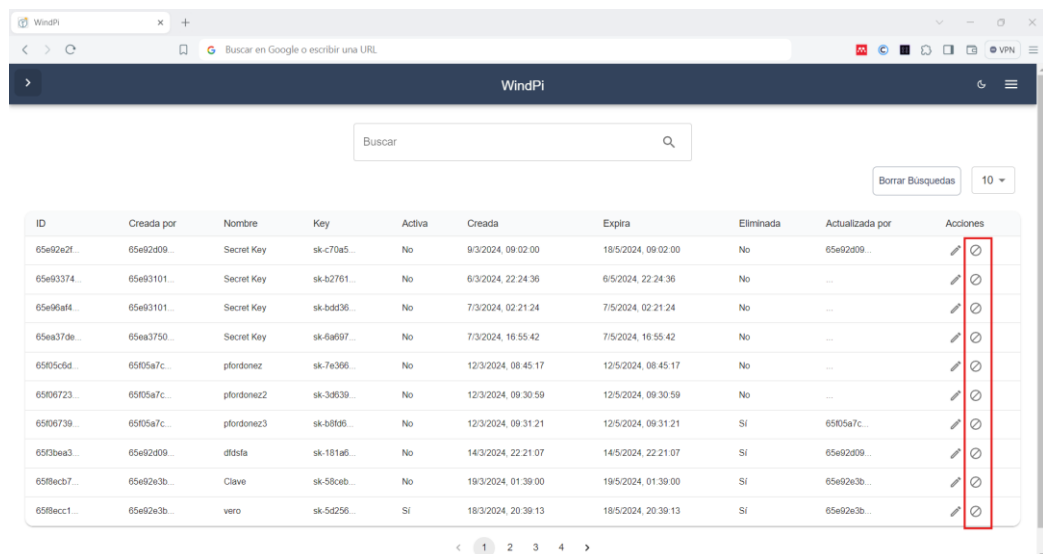 WindPi
Buscar en Google o escribir una URL
VPN
WindPi
Buscar
Borrar Búsquedas 10
ID Creada por Nombre Key Activa Creada Expira Eliminada Actualizada por Acciones
65e92e2f... 65e92d09... Secret Key sk-c70a5... No 9/3/2024, 09:02:00 18/5/2024, 09:02:00 No 65e92d09...
65e93374... 65e93101... Secret Key sk-b2761... No 6/3/2024, 22:24:36 6/5/2024, 22:24:36 No ...
65e96af4... 65e93101... Secret Key sk-bdd36... No 7/3/2024, 02:21:24 7/5/2024, 02:21:24 No ...
65ea37de... 65ea3750... Secret Key sk-6a697... No 7/3/2024, 16:55:42 7/5/2024, 16:55:42 No ...
65f05c6d... 65f05a7c... pfordonez sk-7e366... No 12/3/2024, 08:45:17 12/5/2024, 08:45:17 No ...
65f06723... 65f05a7c... pfordonez2 sk-3d639... No 12/3/2024, 09:30:59 12/5/2024, 09:30:59 No ...
65f06739... 65f05a7c... pfordonez3 sk-b8fd6... No 12/3/2024, 09:31:21 12/5/2024, 09:31:21 Sí 65f05a7c...
65f3bea3... 65e92d09... dfdsfa sk-181a6... No 14/3/2024, 22:21:07 14/5/2024, 22:21:07 Sí 65e92d09...
65f8ecb7... 65e92e3b... Clave sk-58ceb... No 19/3/2024, 01:39:00 19/5/2024, 01:39:00 Sí 65e92e3b...
65f8ecc1... 65e92e3b... vero sk-5d256... Sí 18/3/2024, 20:39:13 18/5/2024, 20:39:13 Sí 65e92e3b...
1 2 3 4